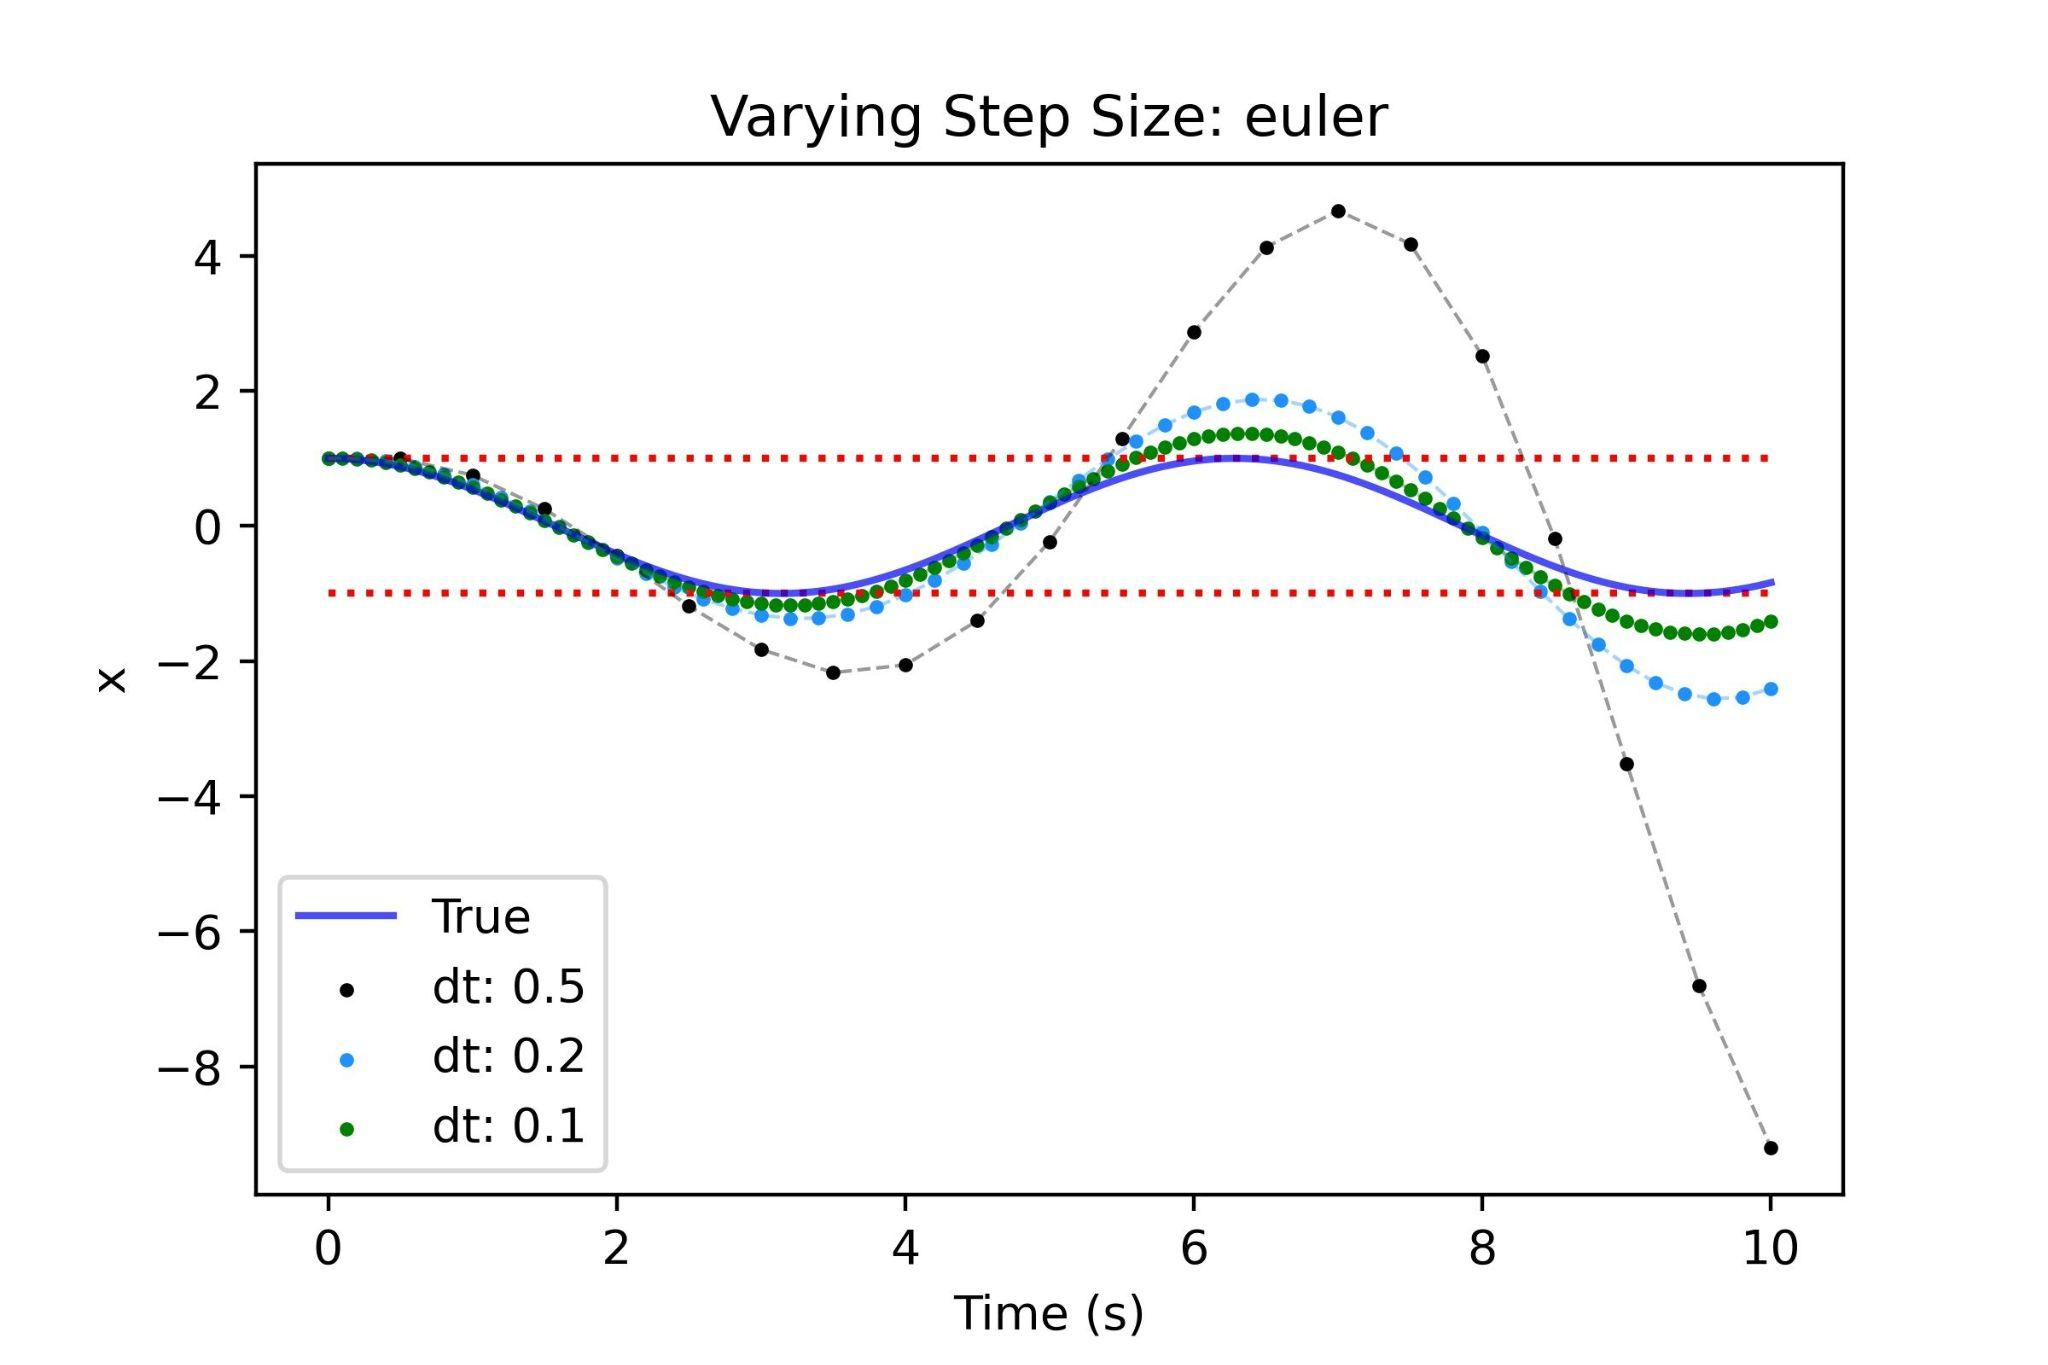 Varying Step Size: euler
4
2
0
−2
−4
−6
−8
x
True
dt: 0.5
dt: 0.2
dt: 0.1
0 2 4 6 8 10
Time (s)